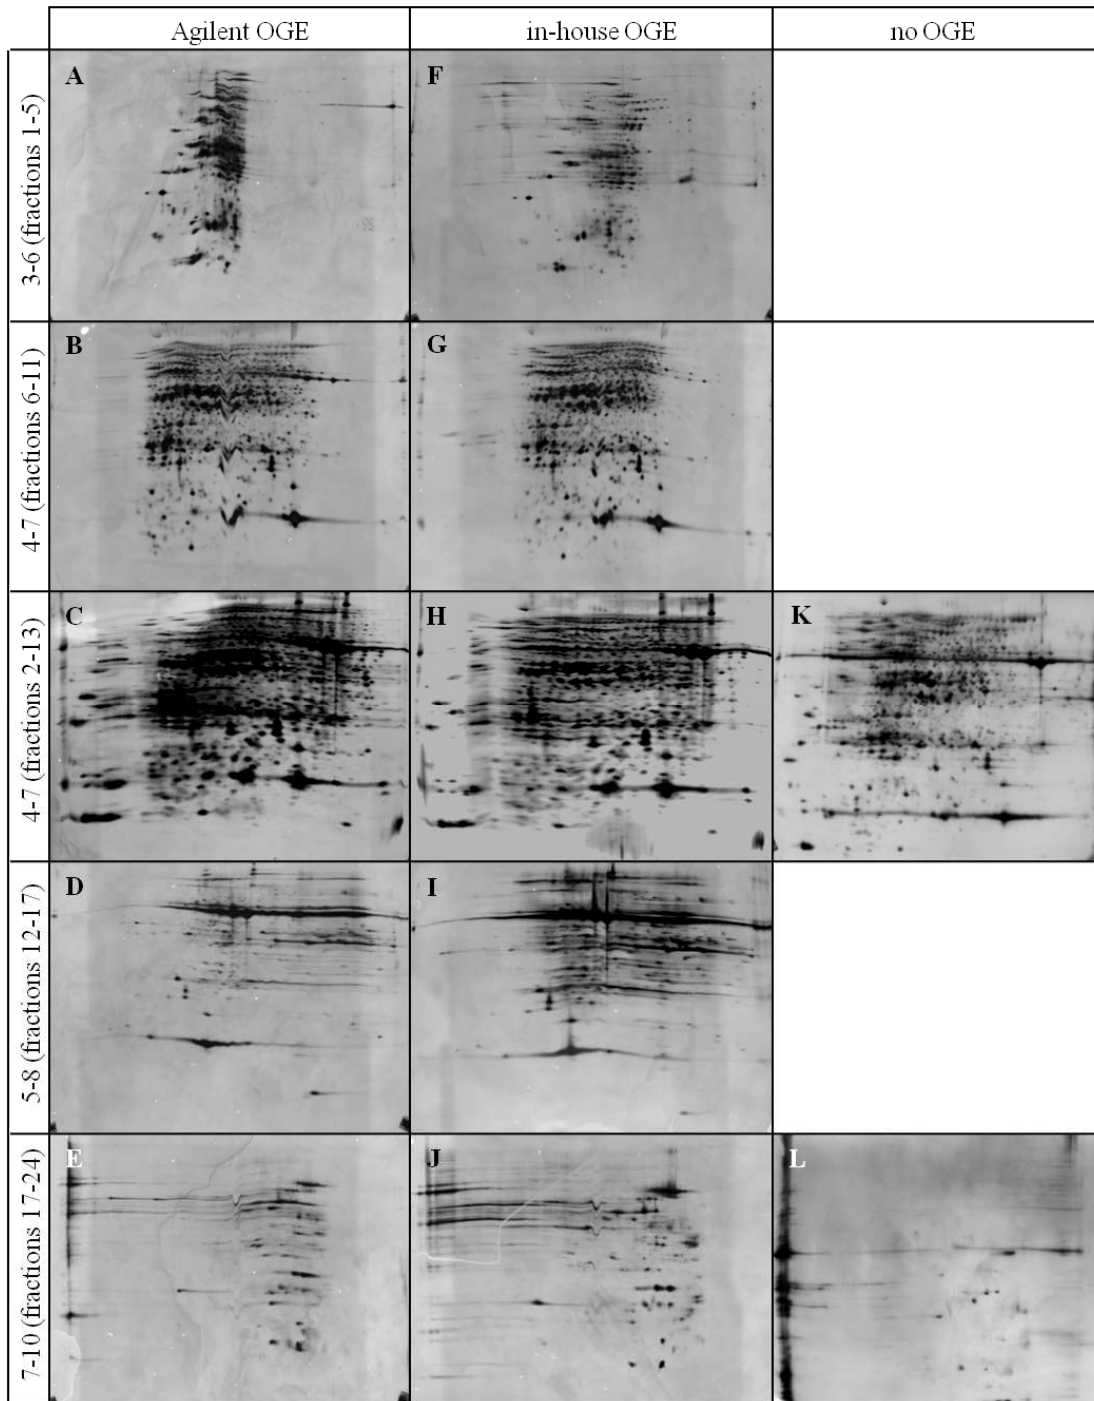 Agilent OGE in-house OGE no OGE
3-6 (fractions 1-5)
A F
4-7 (fractions 6-11)
B G
4-7 (fractions 2-13)
C H K
5-8 (fractions 12-17)
D I
7-10 (fractions 17-24)
E J L